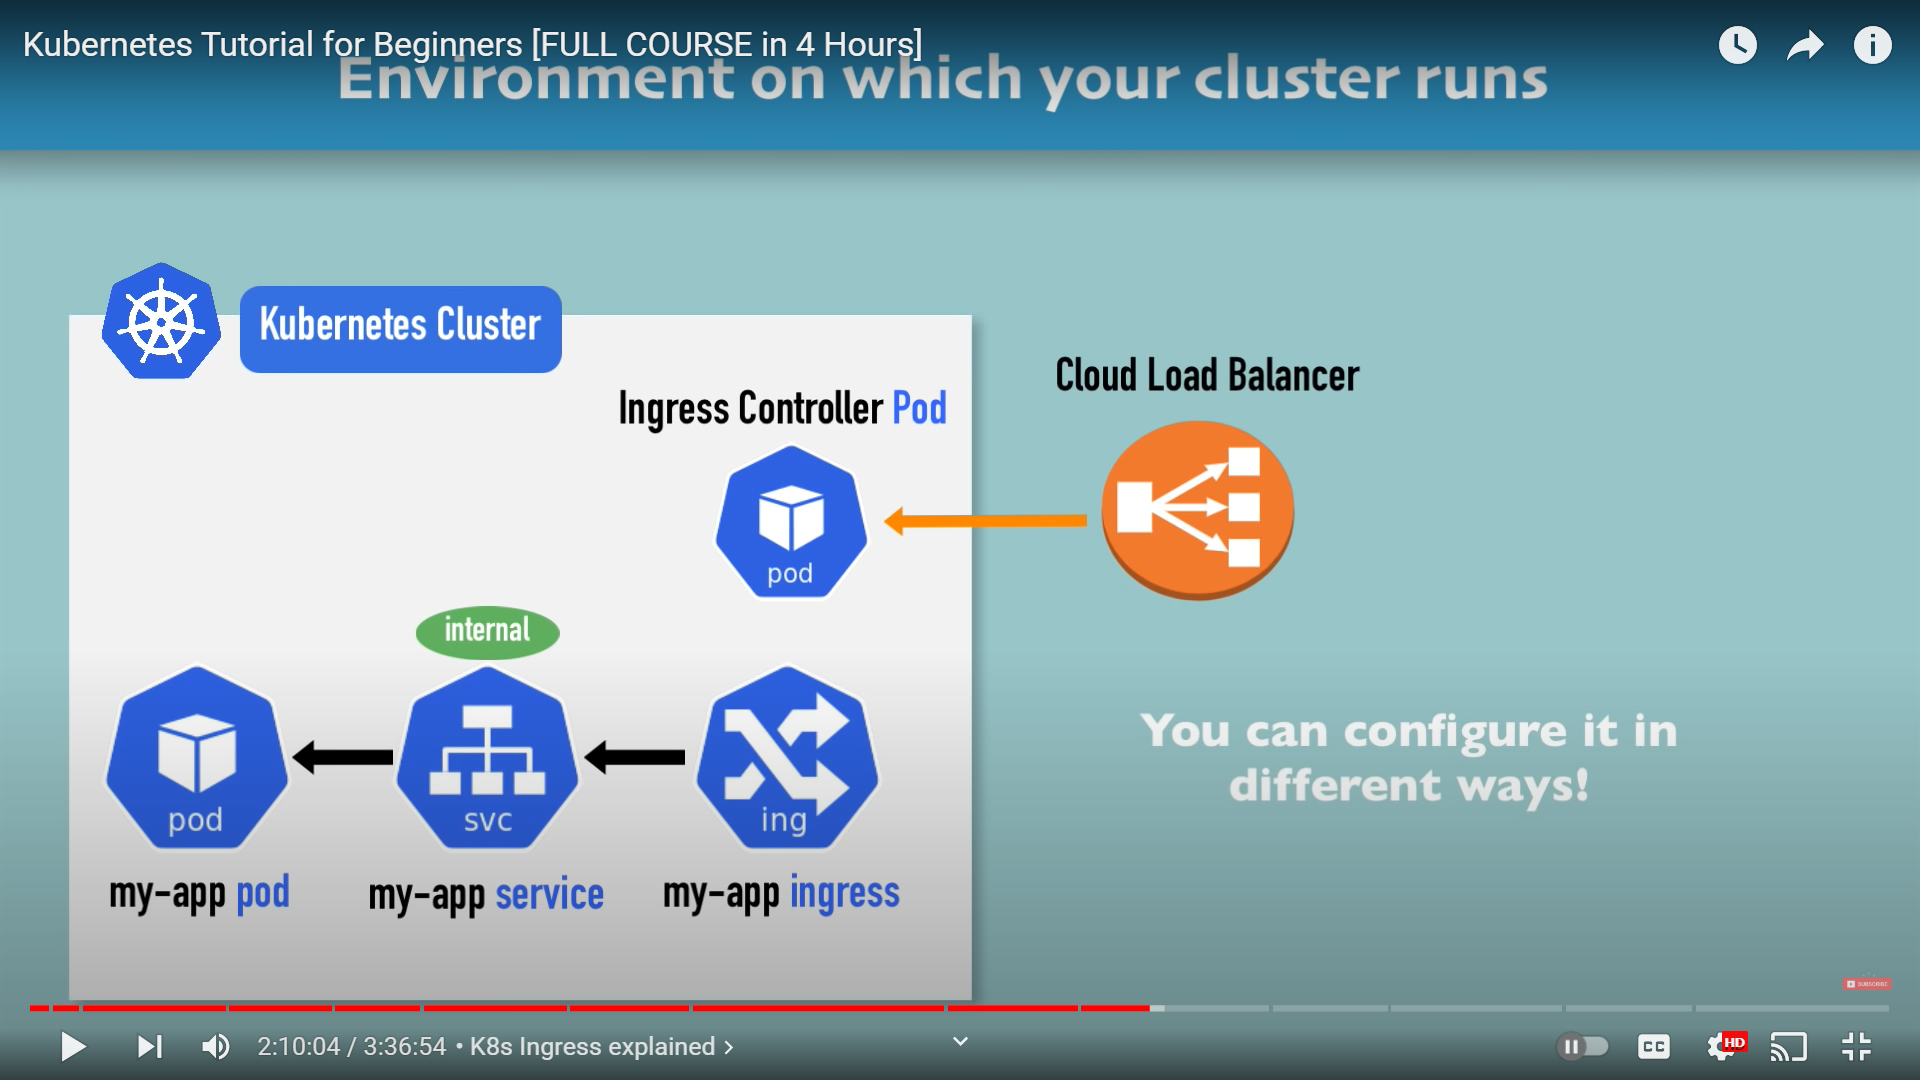 Kubernetes Tutorial for Beginners [FULL COURSE in 4 Hours]
Environment on which your cluster runs
Kubernetes Cluster
Ingress Controller Pod
Cloud Load Balancer
pod
internal
You can configure it in
different ways!
pod
svc
ing
my-app pod
my-app service
my-app ingress
SUBSCRIBE
2:10:04 / 3:36:54 • K8s Ingress explained
CC
HD